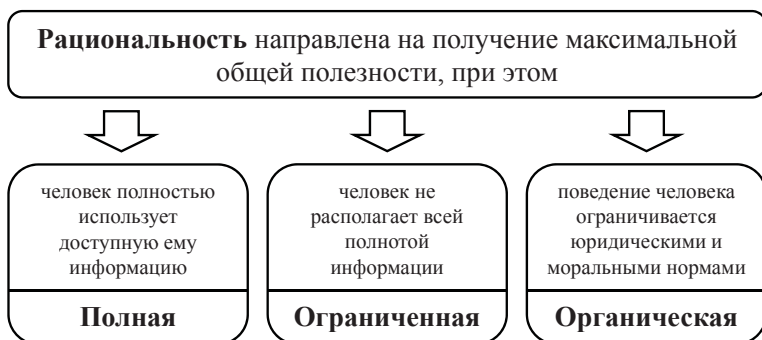 Рациональность направлена на получение максимальной
общей полезности, при этом
человек полностью
использует
доступную ему
информацию
Полная
человек не
располагает всей
полнотой
информации
Ограниченная
поведение человека
ограничивается
юридическими и
моральными нормами
Органическая